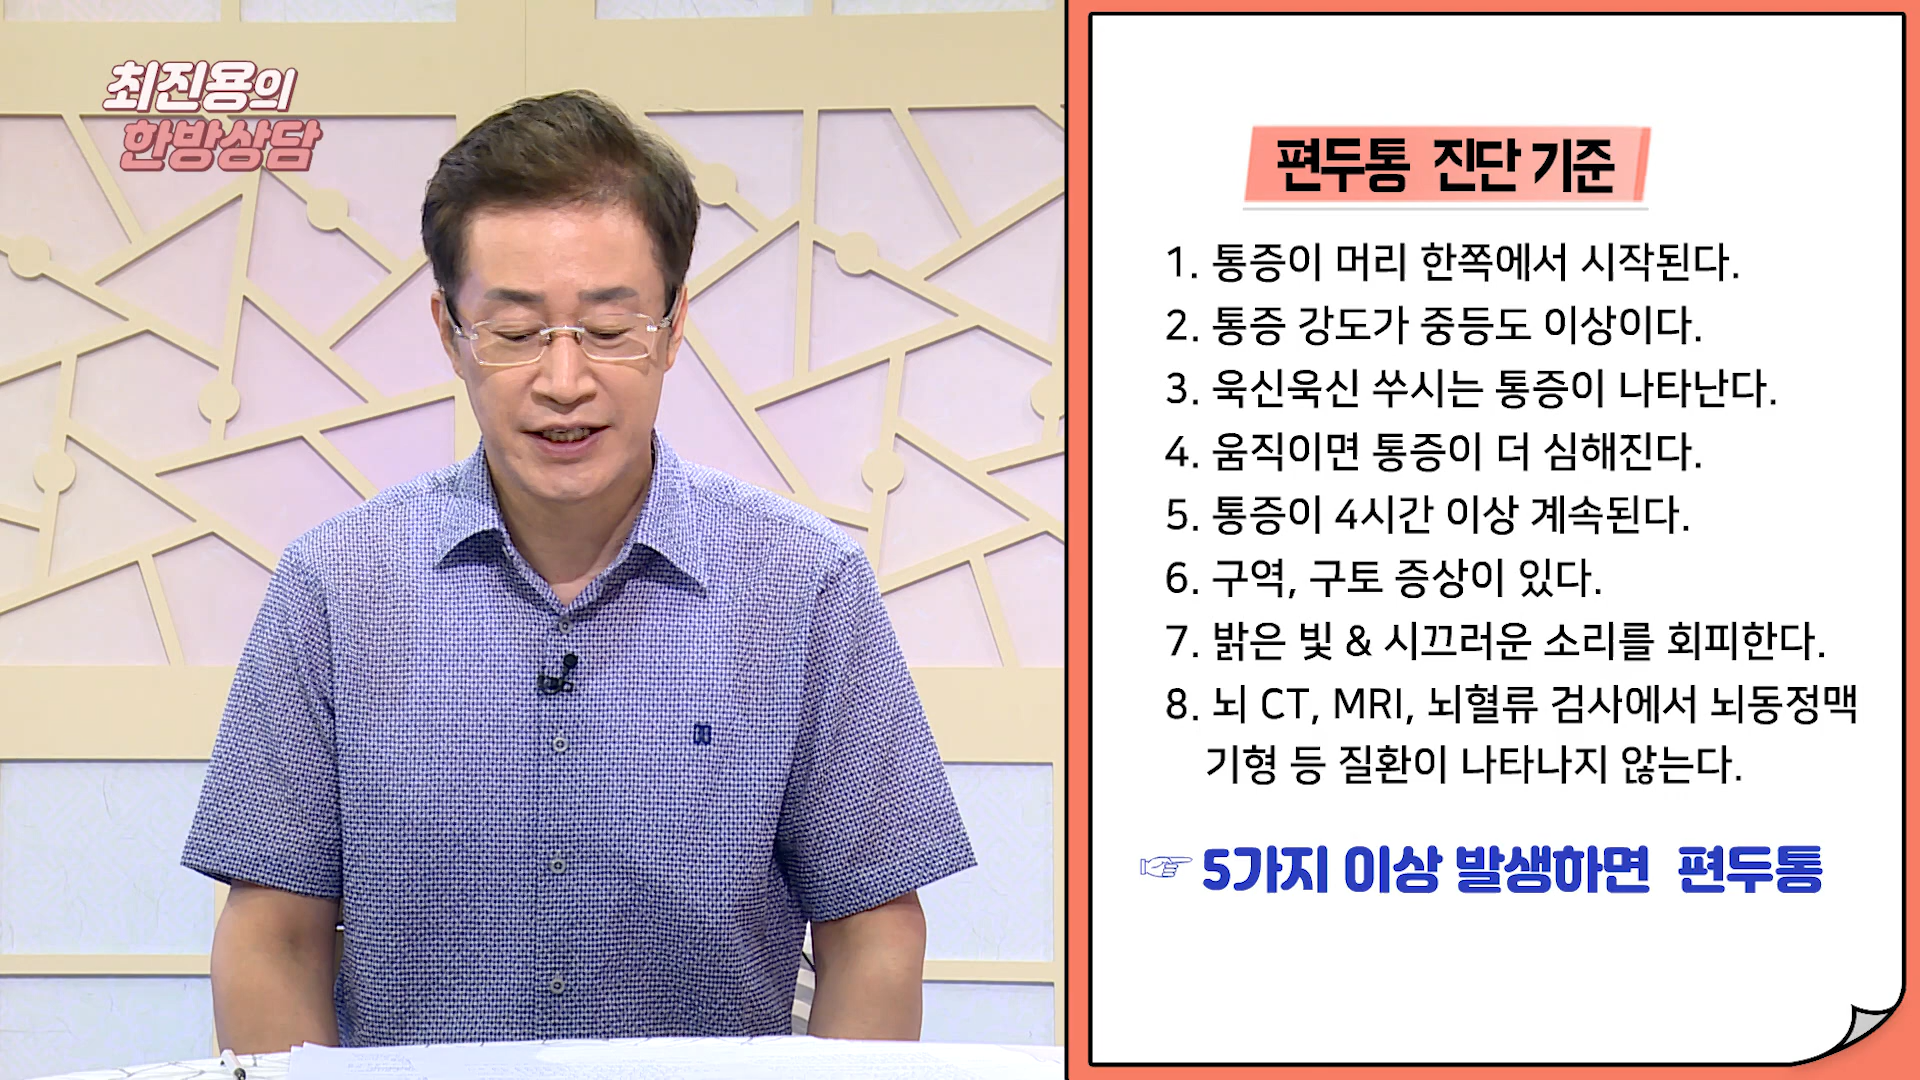 최진용의
한방상담
편두통 진단 기준
1. 통증이 머리 한쪽에서 시작된다.
2. 통증 강도가 중등도 이상이다.
3. 욱신욱신 쑤시는 통증이 나타난다.
4. 움직이면 통증이 더 심해진다.
5. 통증이 4시간 이상 계속된다.
6. 구역, 구토 증상이 있다.
7. 밝은 빛 & 시끄러운 소리를 회피한다.
8. 뇌 CT, MRI, 뇌혈류 검사에서 뇌동정맥
기형 등 질환이 나타나지 않는다.
☞ 5가지 이상 발생하면 편두통